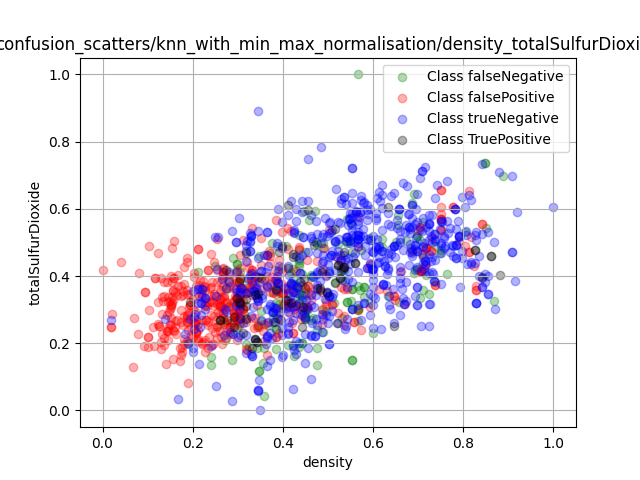 confusion_scatters/knn_with_min_max_normalisation/density_totalSulfurDioxi
Class falseNegative
Class falsePositive
Class trueNegative
Class TruePositive
totalSulfurDioxide
1.0
0.8
0.6
0.4
0.2
0.0
0.0 0.2 0.4 0.6 0.8 1.0
density